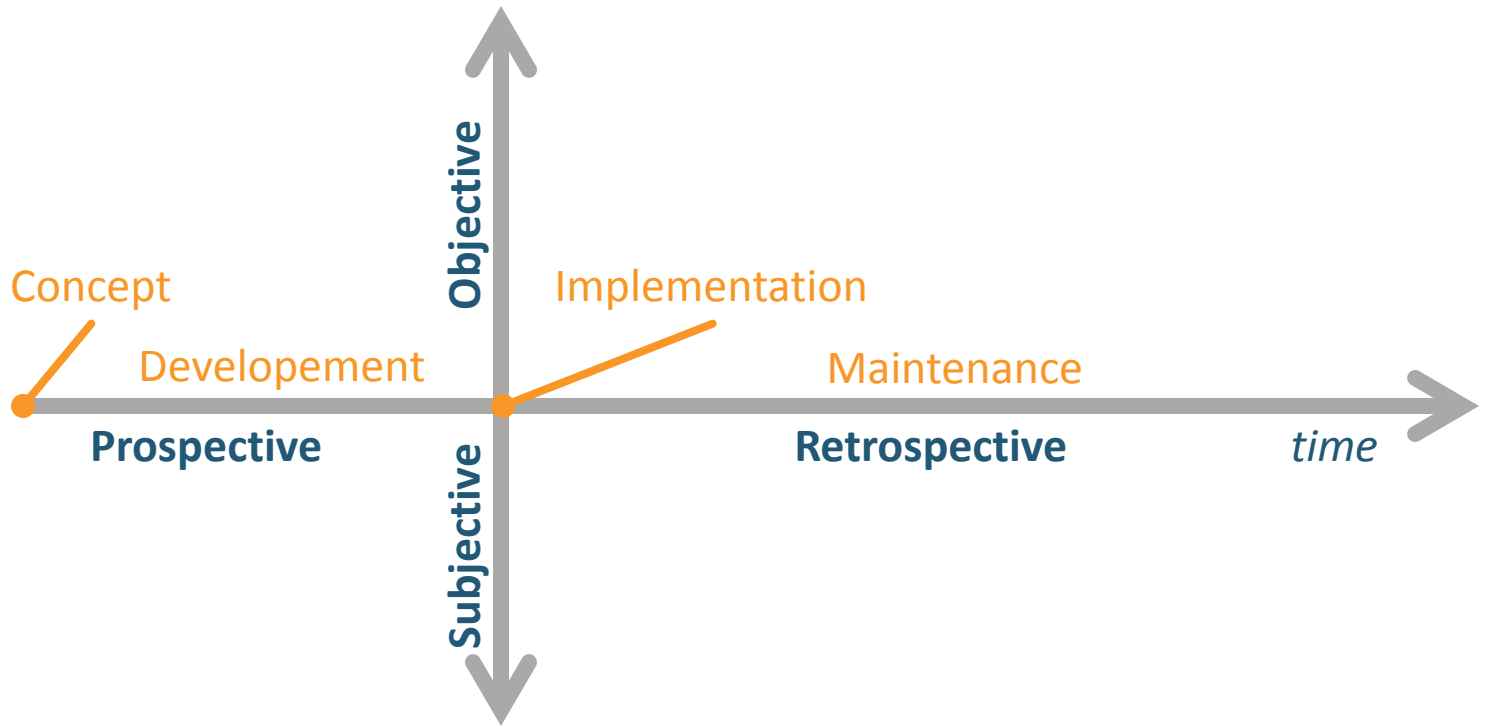 Objective
Concept
Implementation
Developement
Maintenance
Prospective
Retrospective
time
Subjective